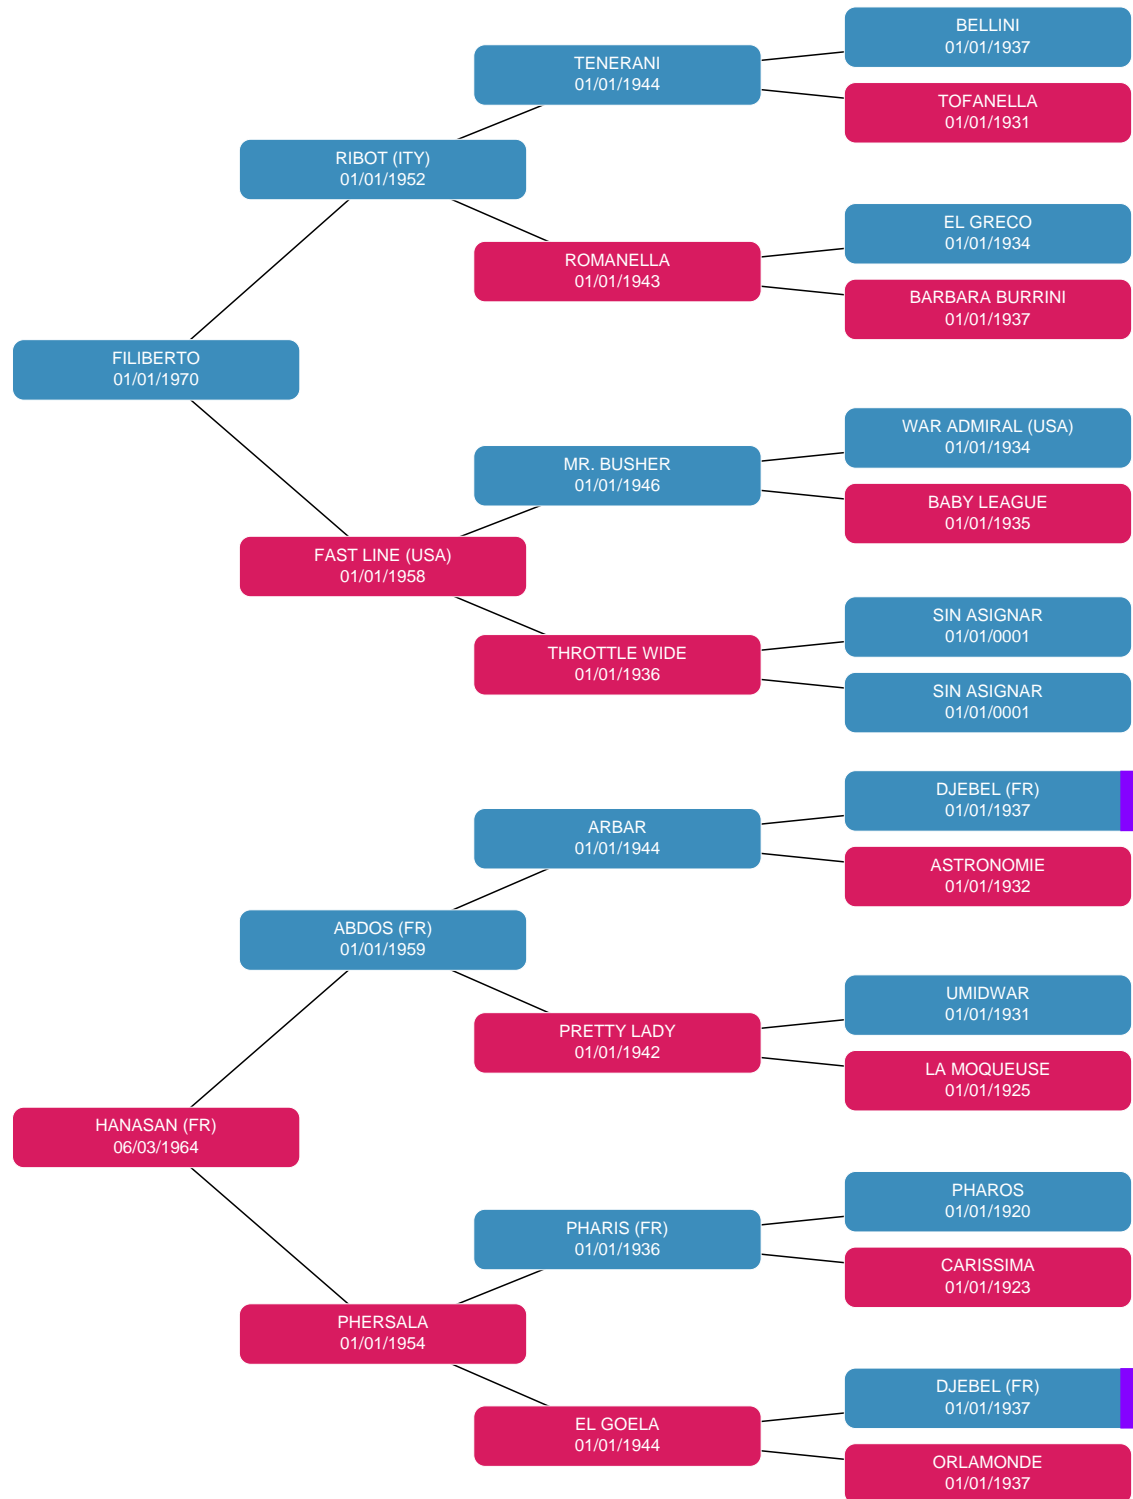 BELLINI
01/01/1937
TENERANI
01/01/1944
TOFANELLA
01/01/1931
RIBOT (ITY)
01/01/1952
EL GRECO
01/01/1934
ROMANELLA
01/01/1943
BARBARA BURRINI
01/01/1937
FILIBERTO
01/01/1970
WAR ADMIRAL (USA)
01/01/1934
MR. BUSHER
01/01/1946
BABY LEAGUE
01/01/1935
FAST LINE (USA)
01/01/1958
SIN ASIGNAR
01/01/0001
THROTTLE WIDE
01/01/1936
SIN ASIGNAR
01/01/0001
DJEBEL (FR)
01/01/1937
ARBAR
01/01/1944
ASTRONOMIE
01/01/1932
ABDOS (FR)
01/01/1959
UMIDWAR
01/01/1931
PRETTY LADY
01/01/1942
LA MOQUEUSE
01/01/1925
HANASAN (FR)
06/03/1964
PHAROS
01/01/1920
PHARIS (FR)
01/01/1936
CARISSIMA
01/01/1923
PHERSALA
01/01/1954
DJEBEL (FR)
01/01/1937
EL GOELA
01/01/1944
ORLAMONDE
01/01/1937